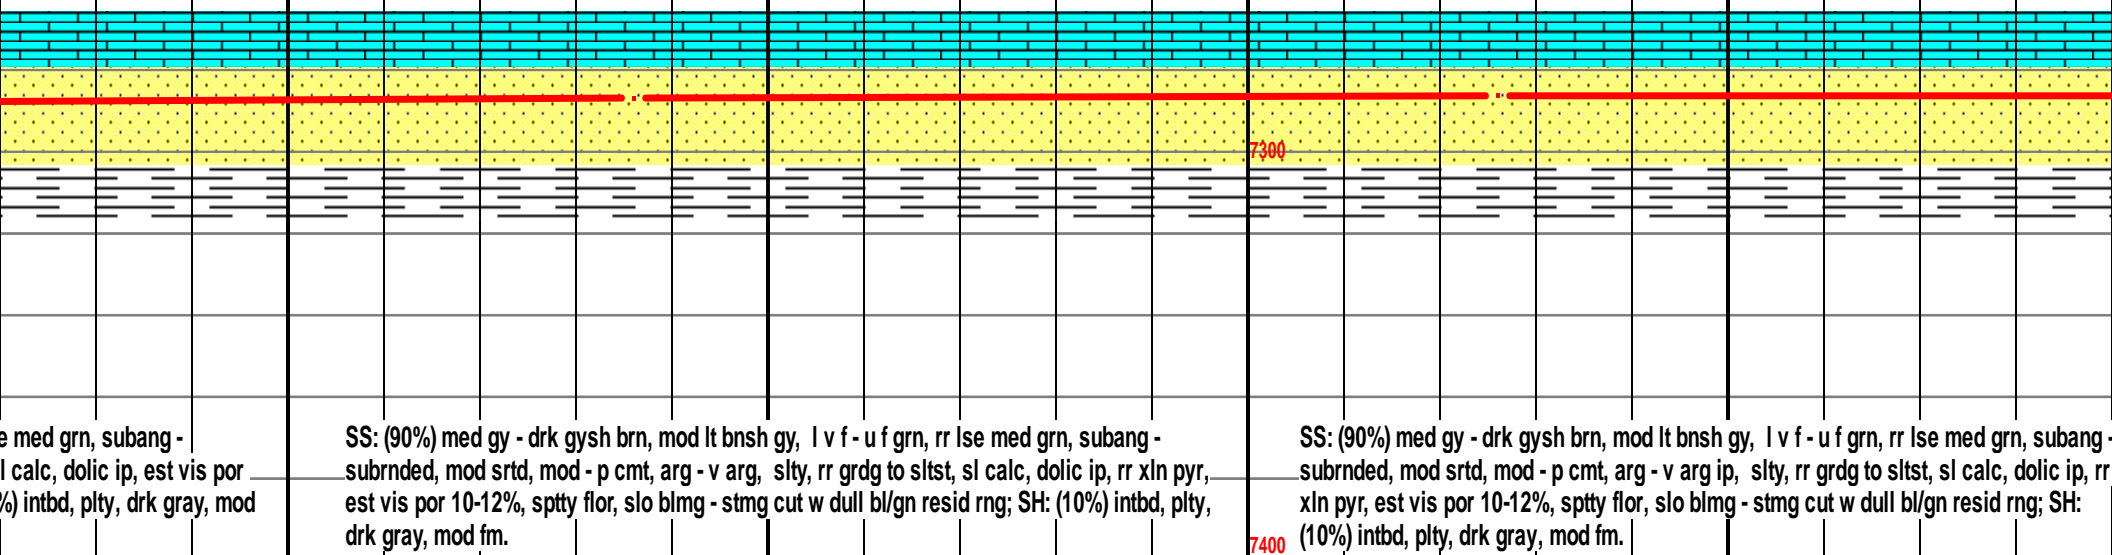 7300
e med grn, subang -
l calc, dolic ip, est vis por
%) intbd, plty, drk gray, mod
SS: (90%) med gy - drk gysh brn, mod lt bnsh gy, l v f - u f grn, rr lse med grn, subang -
subrnded, mod srtd, mod - p cmt, arg - v arg, slty, rr grdg to sltst, sl calc, dolic ip, rr xln pyr,
est vis por 10-12%, sptty flor, slo blmg - stmg cut w dull bl/gn resid rng; SH: (10%) intbd, plty,
drk gray, mod fm.
SS: (90%) med gy - drk gysh brn, mod lt bnsh gy, l v f - u f grn, rr lse med grn, subang -
subrnded, mod srtd, mod - p cmt, arg - v arg ip, slty, rr grdg to sltst, sl calc, dolic ip, rr
xln pyr, est vis por 10-12%, sptty flor, slo blmg - stmg cut w dull bl/gn resid rng; SH:
(10%) intbd, plty, drk gray, mod fm.
7400